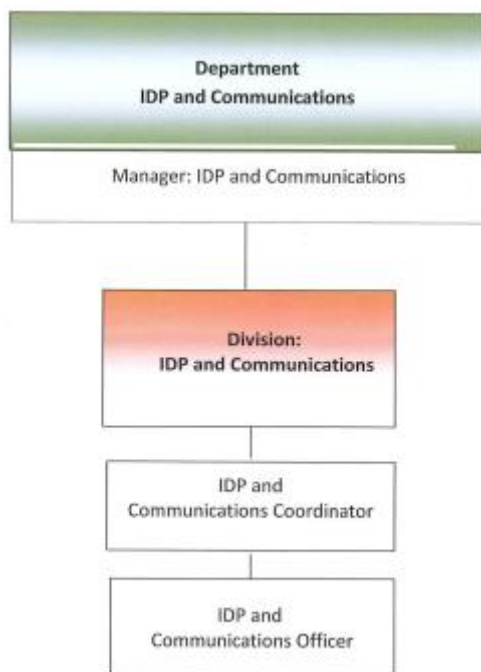 Department
IDP and Communications
Manager: IDP and Communications
Division:
IDP and Communications
IDP and
Communications Coordinator
IDP and
Communications Officer